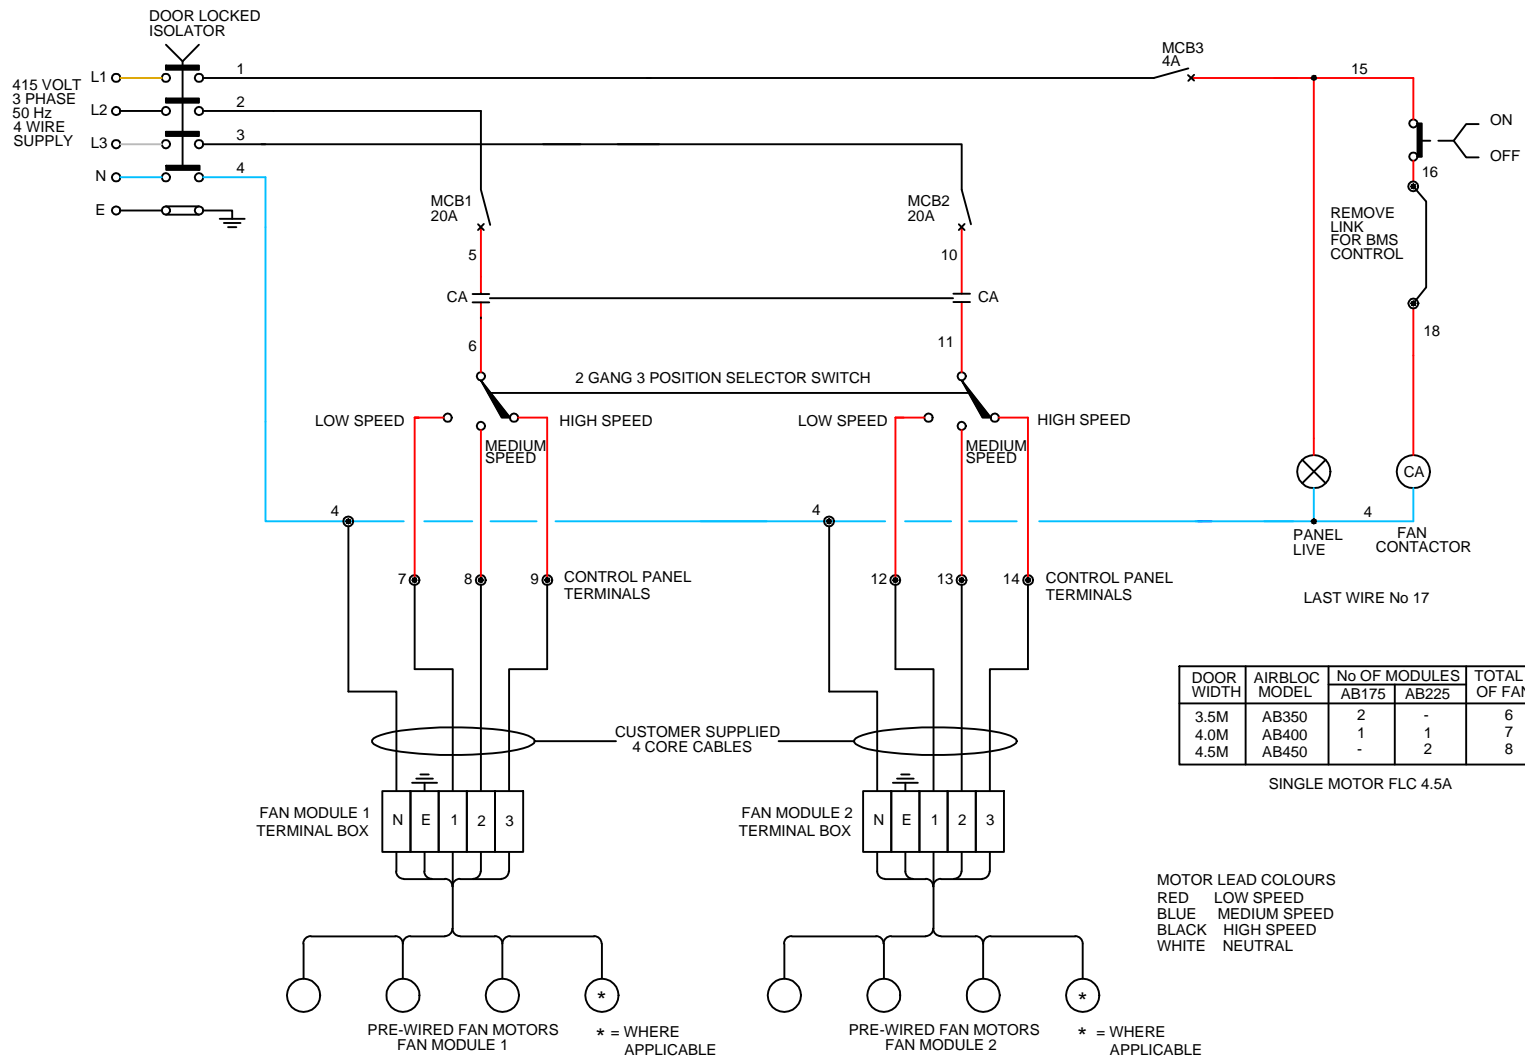 DOOR LOCKED
ISOLATOR
415 VOLT
3 PHASE
50 Hz
4 WIRE
SUPPLY
L1
L2
L3
N
E
1
2
3
4
MCB3
4A
15
ON
OFF
16
REMOVE
LINK
FOR BMS
CONTROL
18
MCB1
20A
MCB2
20A
5
10
CA
CA
6
11
2 GANG 3 POSITION SELECTOR SWITCH
LOW SPEED
HIGH SPEED
MEDIUM
SPEED
LOW SPEED
HIGH SPEED
MEDIUM
SPEED
CA
4
4
4
PANEL
LIVE
FAN
CONTACTOR
7
8
9
CONTROL PANEL
TERMINALS
12
13
14
CONTROL PANEL
TERMINALS
LAST WIRE No 17
DOOR WIDTH AIRBLOC MODEL No OF MODULES TOTAL OF FAN
AB175 AB225
3.5M AB350 2 - 6
4.0M AB400 1 1 7
4.5M AB450 - 2 8
SINGLE MOTOR FLC 4.5A
CUSTOMER SUPPLIED
4 CORE CABLES
FAN MODULE 1
TERMINAL BOX
N E 1 2 3
FAN MODULE 2
TERMINAL BOX
N E 1 2 3
MOTOR LEAD COLOURS
RED LOW SPEED
BLUE MEDIUM SPEED
BLACK HIGH SPEED
WHITE NEUTRAL
*
*
PRE-WIRED FAN MOTORS
FAN MODULE 1
* = WHERE
APPLICABLE
PRE-WIRED FAN MOTORS
FAN MODULE 2
* = WHERE
APPLICABLE